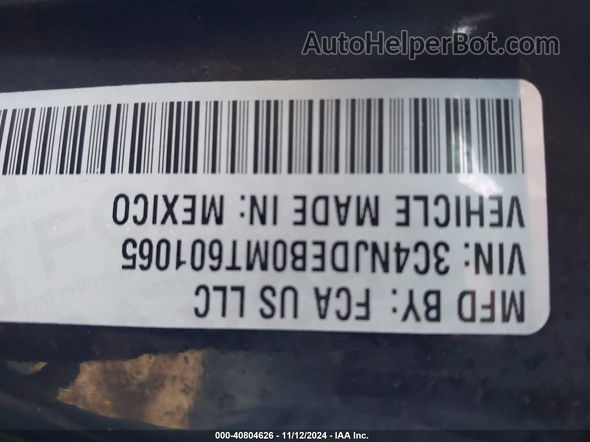 AutoHelperBot.com
MFD BY: FCA US LLC
VIN: 3C4NJDEB0MT601065
VEHICLE MADE IN: MEXICO
000-40804626 - 11/12/2024 - IAA Inc.